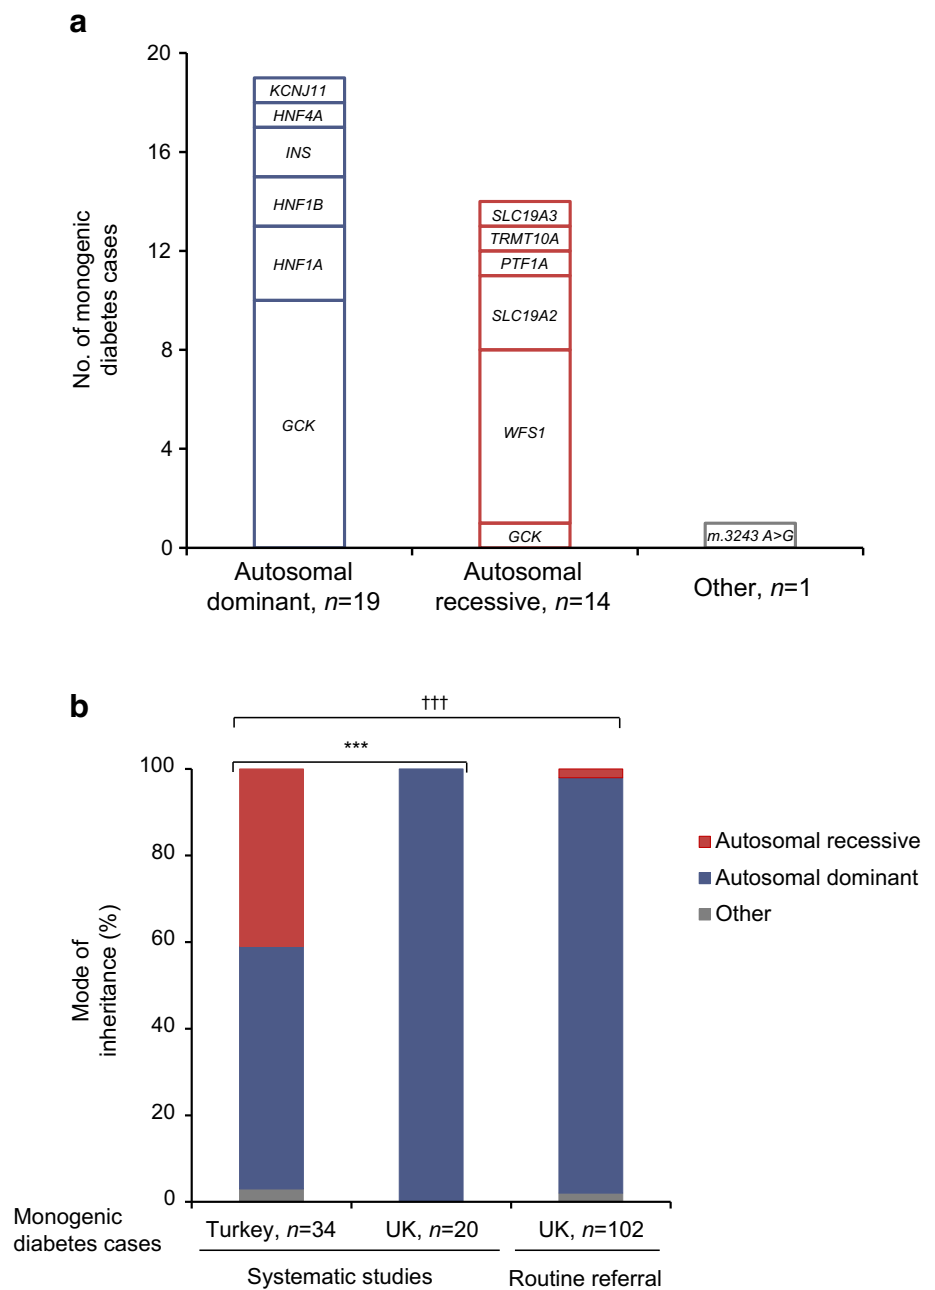 a
20
16
12
8
4
0
No. of monogenic
diabetes cases
KCNJ11
HNF4A
INS
HNF1B
HNF1A
GCK
SLC19A3
TRMT10A
PTF1A
SLC19A2
WFS1
GCK
m.3243 A>G
Autosomal
dominant, n=19
Autosomal
recessive, n=14
Other, n=1
b
†††
***
100
80
60
40
20
0
Mode of
inheritance (%)
Autosomal recessive
Autosomal dominant
Other
Monogenic
diabetes cases
Turkey, n=34
UK, n=20
UK, n=102
Systematic studies
Routine referral